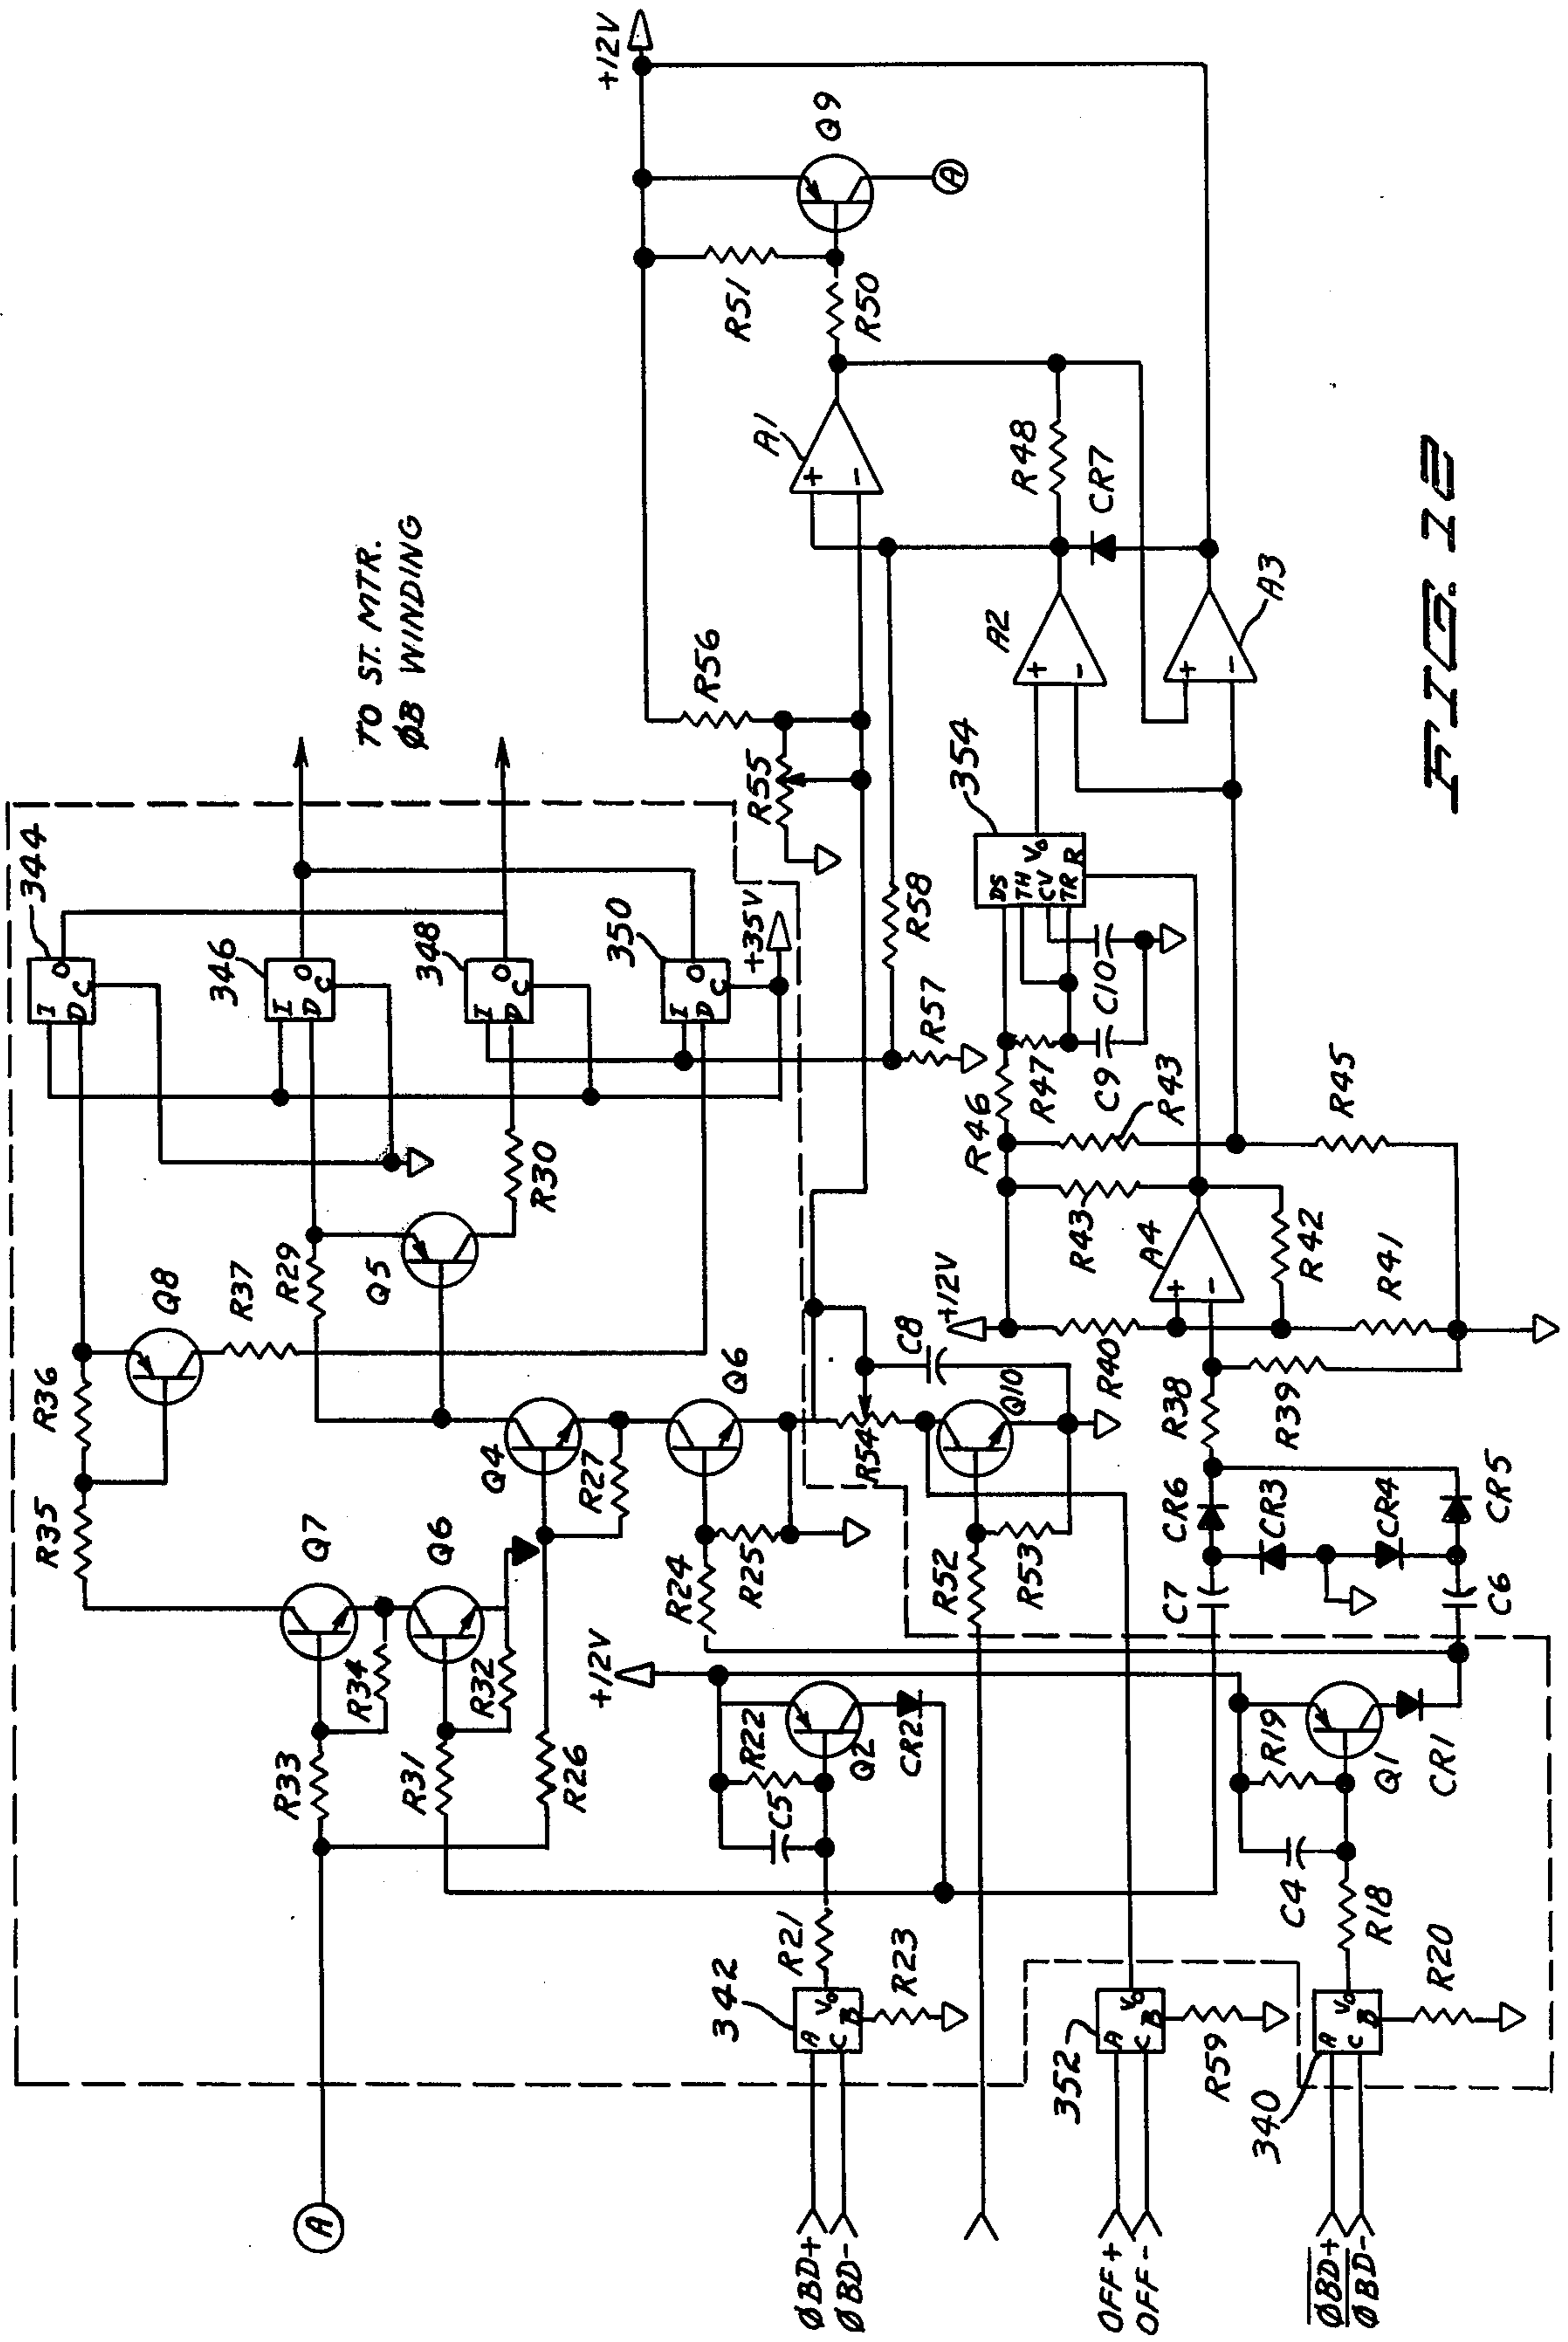 344
I
D
O
C
346
I
D
O
C
348
I
D
O
C
350
I
D
O
C
+35V
TO ST. MTR.
ØB WINDING
+12V
Q9
A
R51
R50
A1
+
-
R48
CR7
A2
+
-
A3
+
-
R56
R55
R58
R57
354
DS
TH
CV
TR
Vo
R
C10
C9
R47
R46
R43
R45
R43
A4
+
-
R42
R41
+12V
R40
R38
R39
C8
Q10
R54
R52
R53
CR6
CR3
CR4
CR5
C7
C6
Q8
R37
R36
R35
R29
Q5
R30
Q4
R27
Q6
R24
R25
Q7
R34
Q6
R32
R33
R31
R26
A
+12V
R22
Q2
CR2
C5
R21
342
A
C
Vo
B
R23
352
A
C
Vo
B
R59
340
A
C
Vo
B
R20
R18
C4
R19
Q1
CR1
ØBD+
ØBD-
OFF+
OFF-
ØBD+
ØBD-
FIG. 12